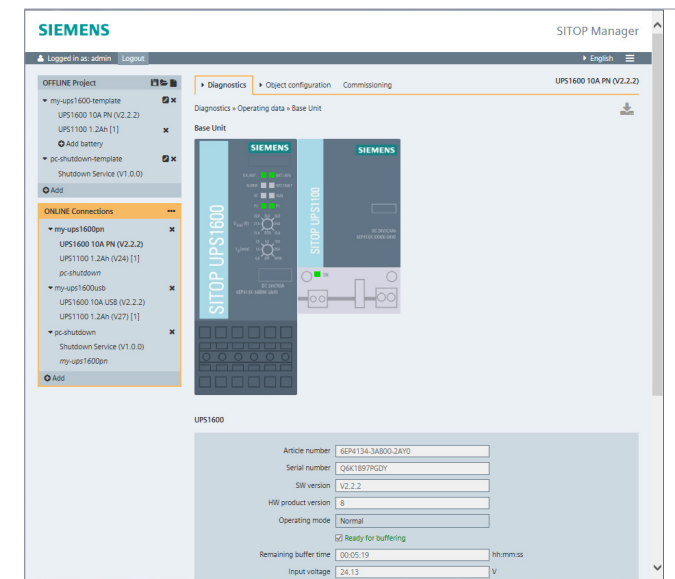 SIEMENS
SITOP Manager
Logged in as: admin
Logout
English
OFFLINE Project
my-ups1600-template
UPS1600 10A PN (V2.2.2)
UPS1100 1.2Ah [1]
Add battery
pc-shutdown-template
Shutdown Service (V1.0.0)
Add
ONLINE Connections
my-ups1600pn
UPS1600 10A PN (V2.2.2)
UPS1100 1.2Ah (V24) [1]
pc-shutdown
my-ups1600usb
UPS1600 10A USB (V2.2.2)
UPS1100 1.2Ah (V27) [1]
pc-shutdown
Shutdown Service (V1.0.0)
my-ups1600pn
Add
Diagnostics
Object configuration
Commissioning
UPS1600 10A PN (V2.2.2)
Diagnostics » Operating data » Base Unit
Base Unit
SIEMENS
SITOP UPS1600
SIEMENS
SITOP UPS1100
UPS1600
Article number 6EP4134-3AB00-2AY0
Serial number Q6K1897PGDY
SW version V2.2.2
HW product version 8
Operating mode Normal
Ready for buffering
Remaining buffer time 00:05:19 hh:mm:ss
Input voltage 24.13 V